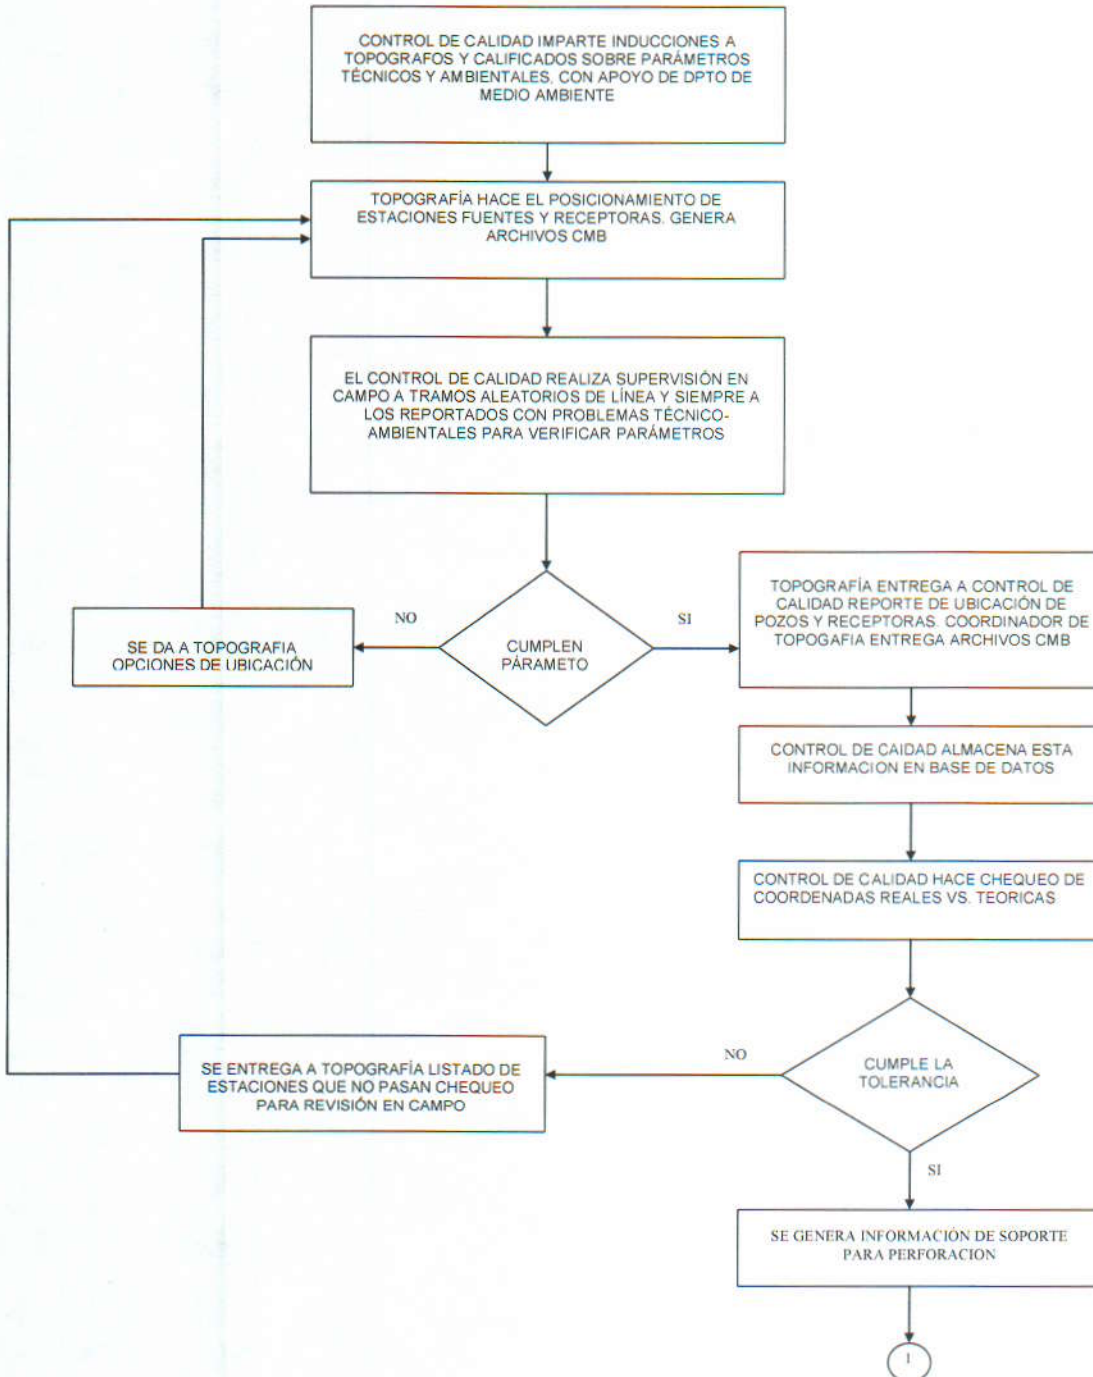 CONTROL DE CALIDAD IMPARTE INDUCCIONES A
TOPOGRAFOS Y CALIFICADOS SOBRE PARÁMETROS
TÉCNICOS Y AMBIENTALES, CON APOYO DE DPTO DE
MEDIO AMBIENTE
TOPOGRAFÍA HACE EL POSICIONAMIENTO DE
ESTACIONES FUENTES Y RECEPTORAS. GENERA
ARCHIVOS CMB
EL CONTROL DE CALIDAD REALIZA SUPERVISIÓN EN
CAMPO A TRAMOS ALEATORIOS DE LÍNEA Y SIEMPRE A
LOS REPORTADOS CON PROBLEMAS TÉCNICO-
AMBIENTALES PARA VERIFICAR PARÁMETROS
CUMPLEN
PÁRAMETO
NO
SI
SE DA A TOPOGRAFIA
OPCIONES DE UBICACIÓN
TOPOGRAFÍA ENTREGA A CONTROL DE
CALIDAD REPORTE DE UBICACIÓN DE
POZOS Y RECEPTORAS. COORDINADOR DE
TOPOGAFIA ENTREGA ARCHIVOS CMB
CONTROL DE CAIDAD ALMACENA ESTA
INFORMACION EN BASE DE DATOS
CONTROL DE CALIDAD HACE CHEQUEO DE
COORDENADAS REALES VS. TEORICAS
CUMPLE LA
TOLERANCIA
NO
SE ENTREGA A TOPOGRAFÍA LISTADO DE
ESTACIONES QUE NO PASAN CHEQUEO
PARA REVISIÓN EN CAMPO
SI
SE GENERA INFORMACIÓN DE SOPORTE
PARA PERFORACION
1